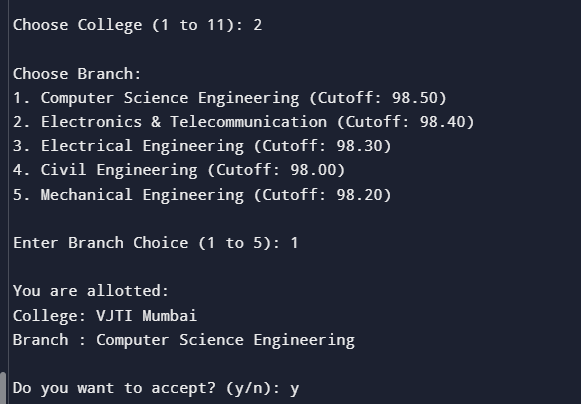 Choose College (1 to 11): 2
Choose Branch:
1. Computer Science Engineering (Cutoff: 98.50)
2. Electronics & Telecommunication (Cutoff: 98.40)
3. Electrical Engineering (Cutoff: 98.30)
4. Civil Engineering (Cutoff: 98.00)
5. Mechanical Engineering (Cutoff: 98.20)
Enter Branch Choice (1 to 5): 1
You are allotted:
College: VJTI Mumbai
Branch : Computer Science Engineering
Do you want to accept? (y/n): y